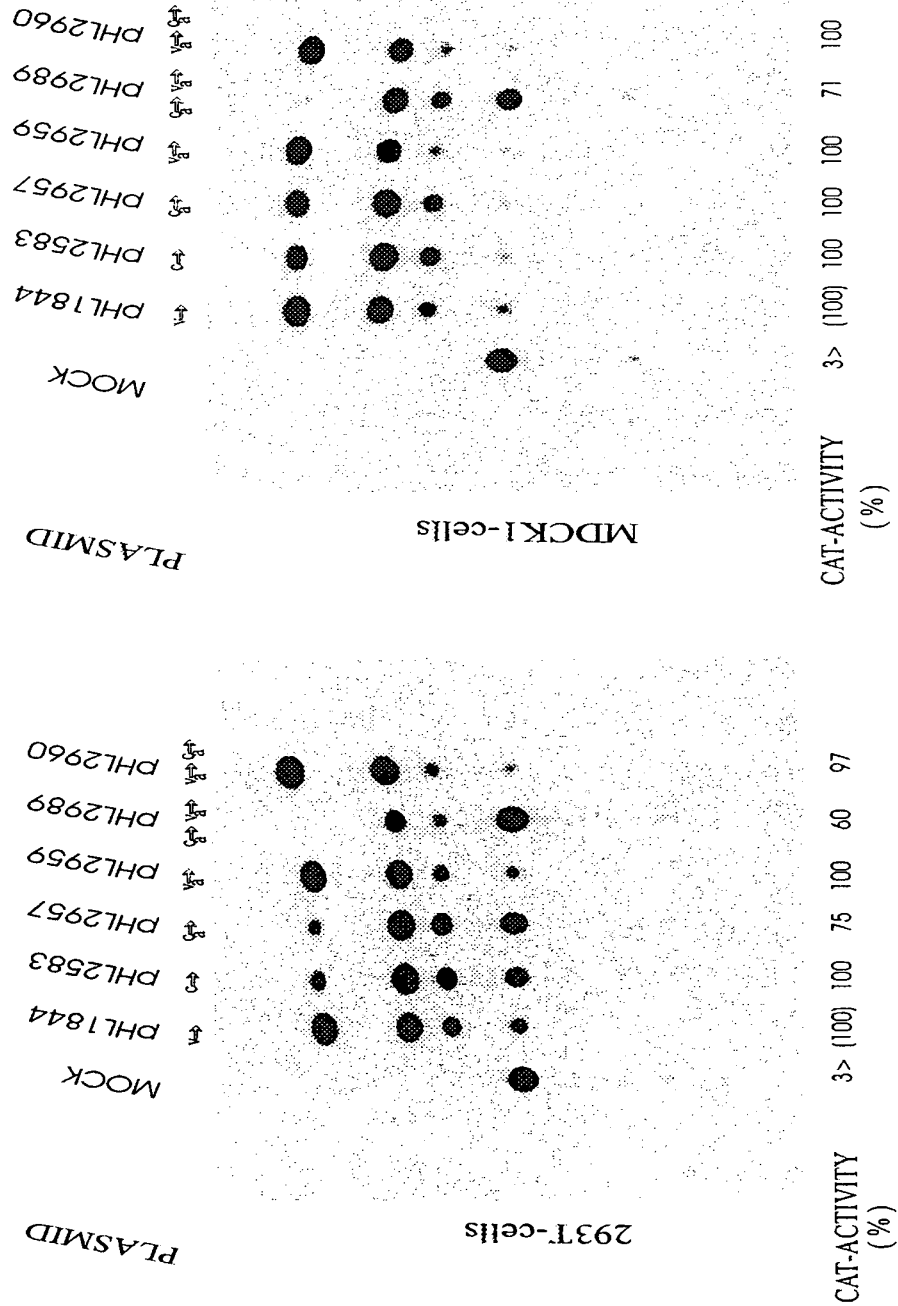 PLASMID
MOCK
pHL1844
pHL2583
pHL2957
pHL2959
pHL2989
pHL2960
MDCK1-cells
CAT-ACTIVITY
(%)
3> (100) 100 100 100 71 100
PLASMID
MOCK
pHL1844
pHL2583
pHL2957
pHL2959
pHL2989
pHL2960
293T-cells
CAT-ACTIVITY
(%)
3> (100) 100 75 100 60 97